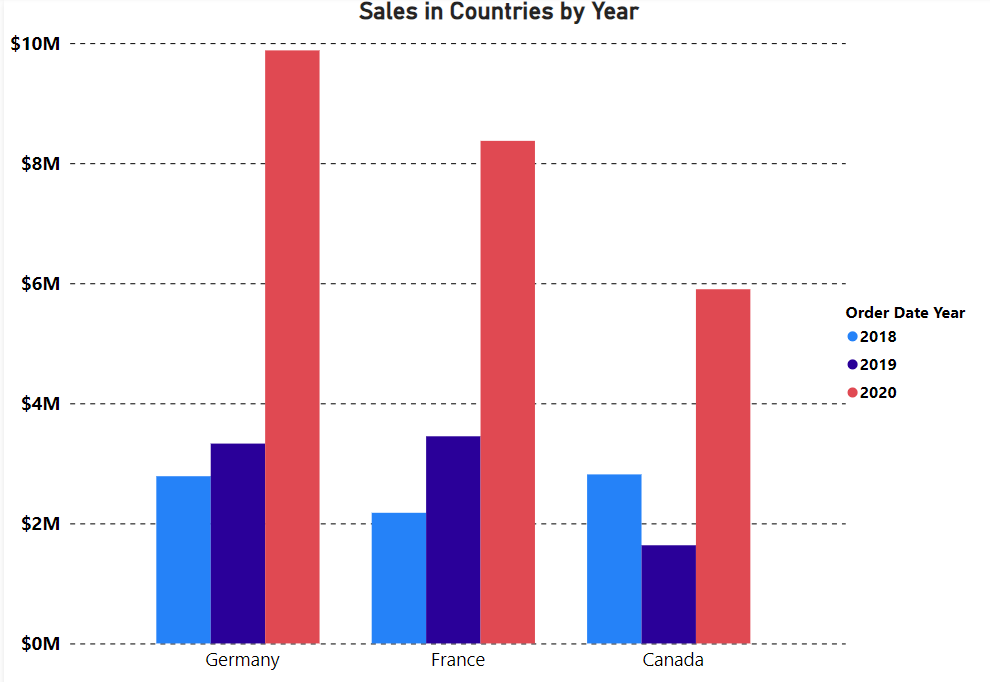 Sales in Countries by Year
$10M
$8M
$6M
$4M
$2M
$0M
Germany
France
Canada
Order Date Year
2018
2019
2020